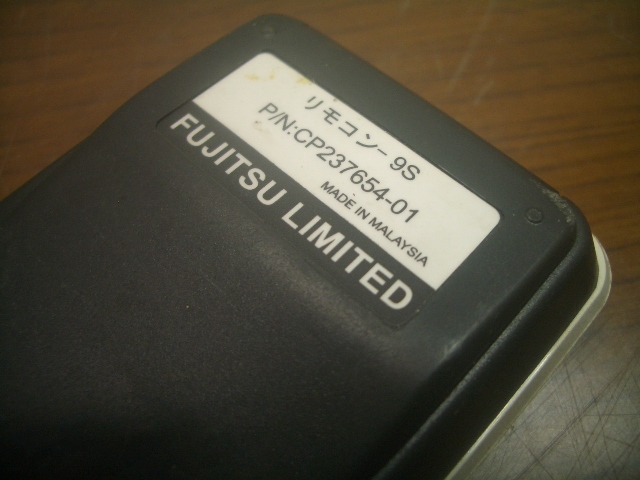 リモコン- 9S
P/N:CP237654-01
MADE IN MALAYSIA
FUJITSU LIMITED